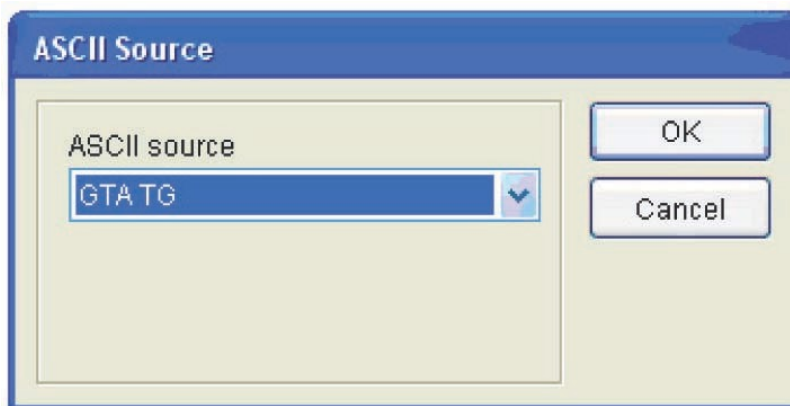 ASCII Source
ASCII source
GTA TG
OK
Cancel